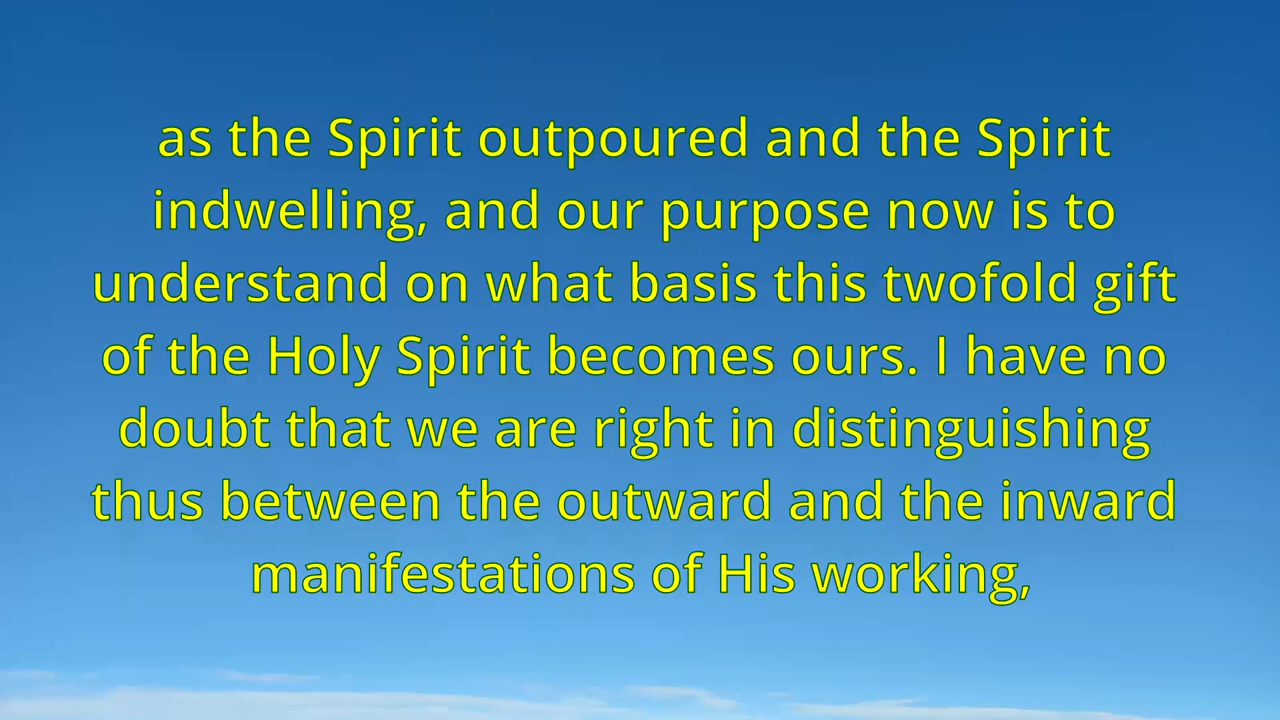 as the Spirit outpoured and the Spirit
indwelling, and our purpose now is to
understand on what basis this twofold gift
of the Holy Spirit becomes ours. I have no
doubt that we are right in distinguishing
thus between the outward and the inward
manifestations of His working,